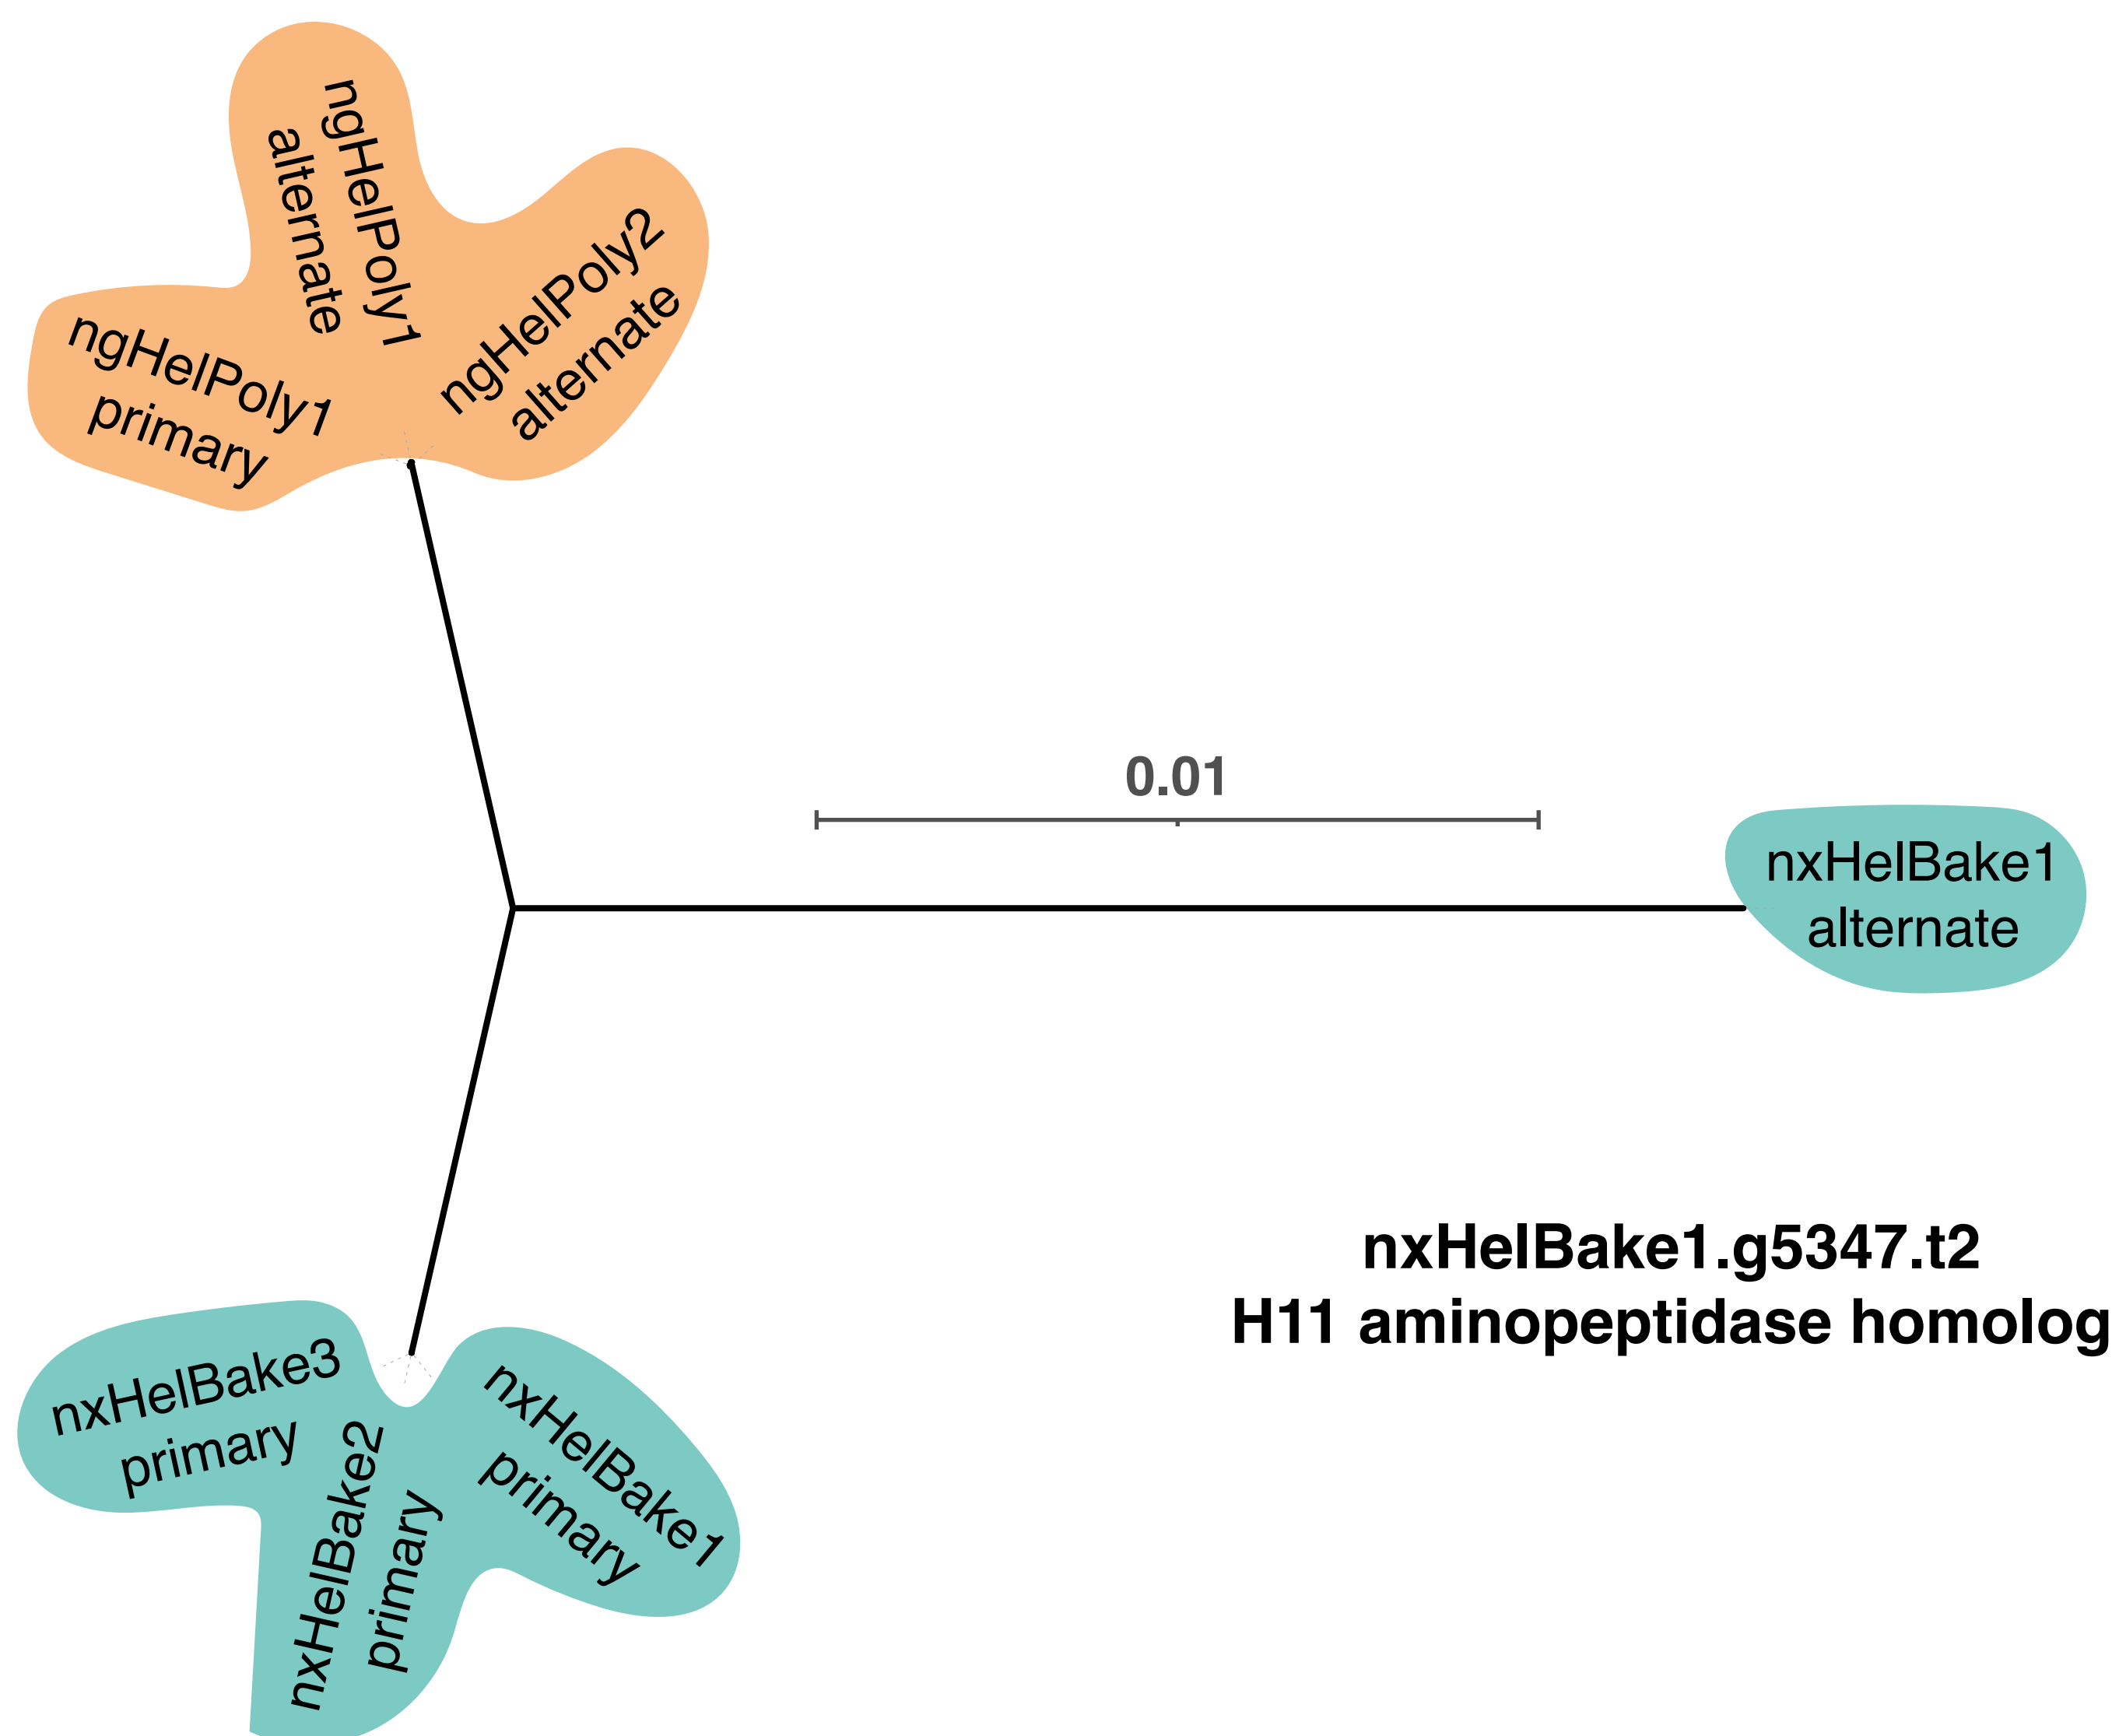 ngHelPoly1
alternate
ngHelPoly2
alternate
ngHelPoly1
primary
0.01
nxHelBake1
alternate
nxHelBake1.g5347.t2
H11 aminopeptidase homolog
nxHelBake3
primary
nxHelBake2
primary
nxHelBake1
primary